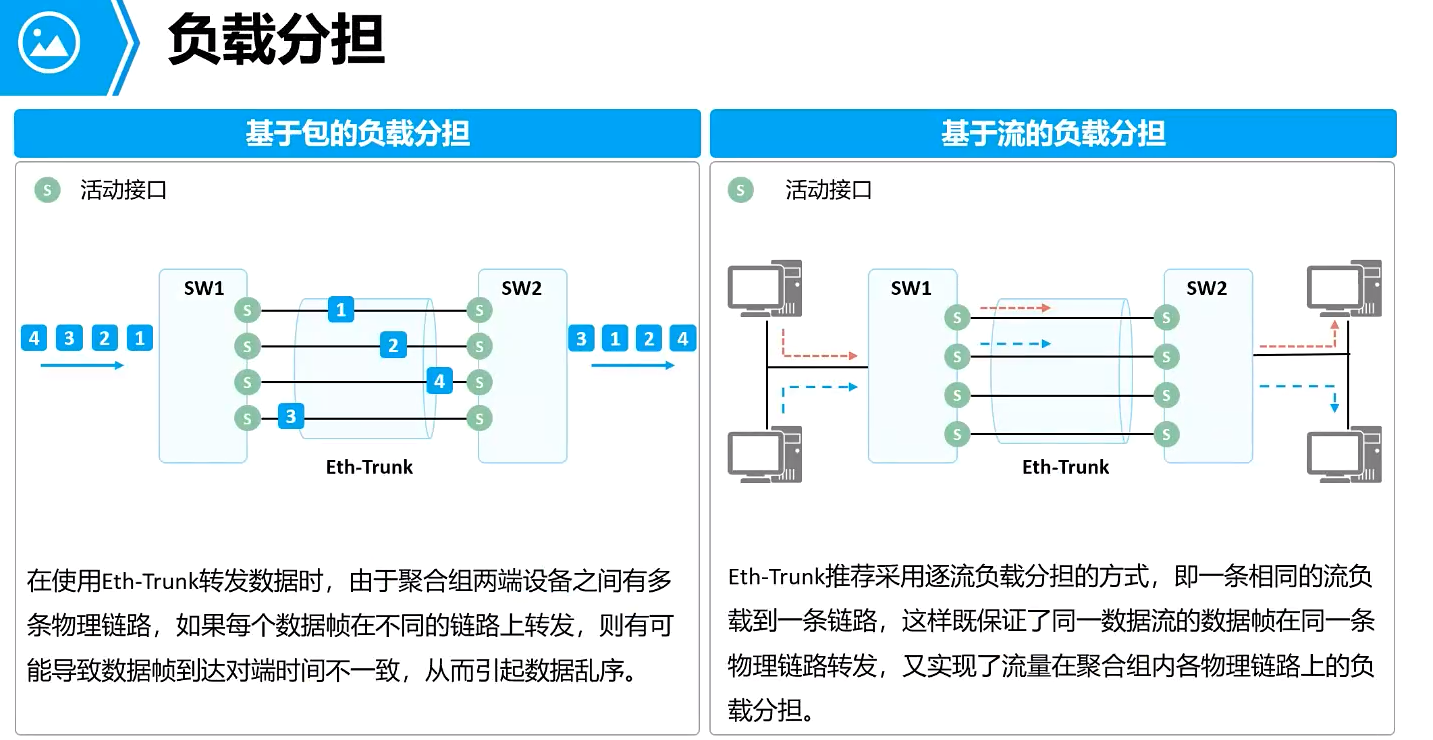 负载分担
基于包的负载分担
S 活动接口
SW1
SW2
4 3 2 1
S 1 S
S 2 S
S 4 S
S 3 S
3 1 2 4
Eth-Trunk
在使用Eth-Trunk转发数据时，由于聚合组两端设备之间有多
条物理链路，如果每个数据帧在不同的链路上转发，则有可
能导致数据帧到达对端时间不一致，从而引起数据乱序。
基于流的负载分担
S 活动接口
SW1
SW2
S S
S S
S S
S S
Eth-Trunk
Eth-Trunk推荐采用逐流负载分担的方式，即一条相同的流负
载到一条链路，这样既保证了同一数据流的数据帧在同一条
物理链路转发，又实现了流量在聚合组内各物理链路上的负
载分担。